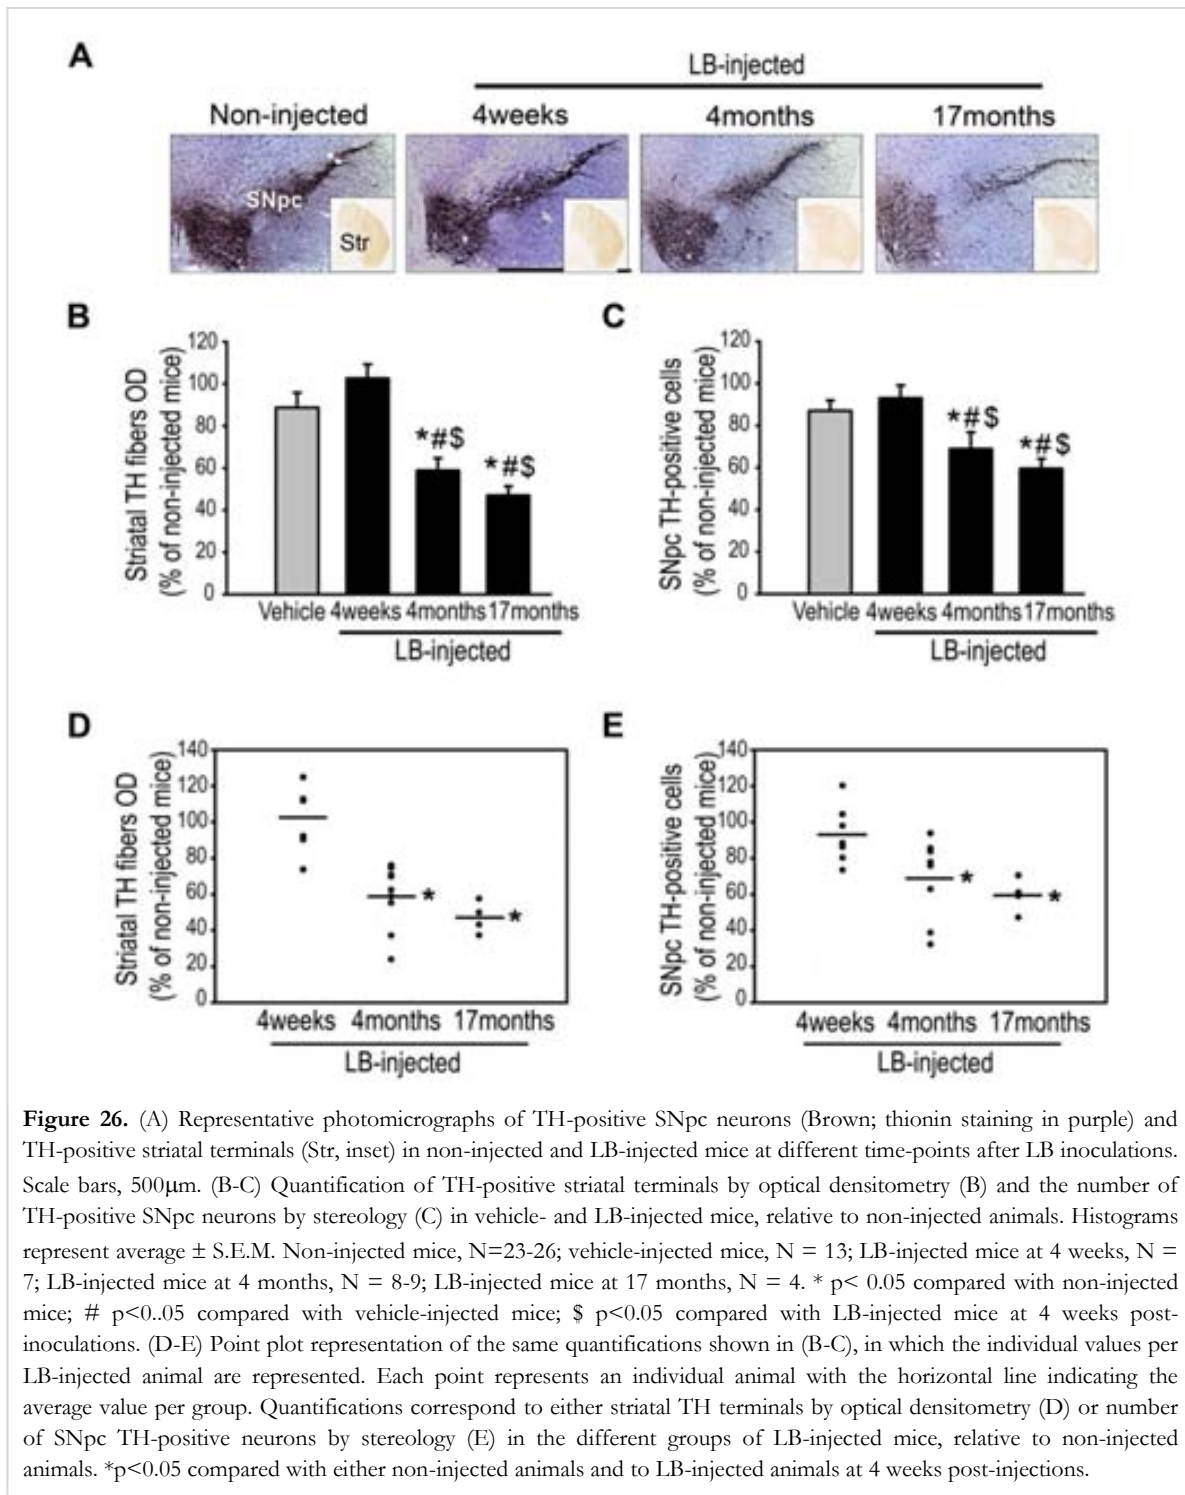 A
LB-injected
Non-injected
4weeks
4months
17months
SNpc
Str
B
Striatal TH fibers OD
(% of non-injected mice)
120
100
80
60
40
20
0
*#$
*#$
Vehicle 4weeks 4months 17months
LB-injected
C
SNpc TH-positive cells
(% of non-injected mice)
120
100
80
60
40
20
0
*#$
*#$
Vehicle 4weeks 4months 17months
LB-injected
D
Striatal TH fibers OD
(% of non-injected mice)
140
120
100
80
60
40
20
0
*
*
4weeks 4months 17months
LB-injected
E
SNpc TH-positive cells
(% of non-injected mice)
140
120
100
80
60
40
20
0
*
*
4weeks 4months 17months
LB-injected
Figure 26. (A) Representative photomicrographs of TH-positive SNpc neurons (Brown; thionin staining in purple) and
TH-positive striatal terminals (Str, inset) in non-injected and LB-injected mice at different time-points after LB inoculations.
Scale bars, 500μm. (B-C) Quantification of TH-positive striatal terminals by optical densitometry (B) and the number of
TH-positive SNpc neurons by stereology (C) in vehicle- and LB-injected mice, relative to non-injected animals. Histograms
represent average ± S.E.M. Non-injected mice, N=23-26; vehicle-injected mice, N = 13; LB-injected mice at 4 weeks, N =
7; LB-injected mice at 4 months, N = 8-9; LB-injected mice at 17 months, N = 4. * p< 0.05 compared with non-injected
mice; # p<0..05 compared with vehicle-injected mice; $ p<0.05 compared with LB-injected mice at 4 weeks post-
inoculations. (D-E) Point plot representation of the same quantifications shown in (B-C), in which the individual values per
LB-injected animal are represented. Each point represents an individual animal with the horizontal line indicating the
average value per group. Quantifications correspond to either striatal TH terminals by optical densitometry (D) or number
of SNpc TH-positive neurons by stereology (E) in the different groups of LB-injected mice, relative to non-injected
animals. *p<0.05 compared with either non-injected animals and to LB-injected animals at 4 weeks post-injections.